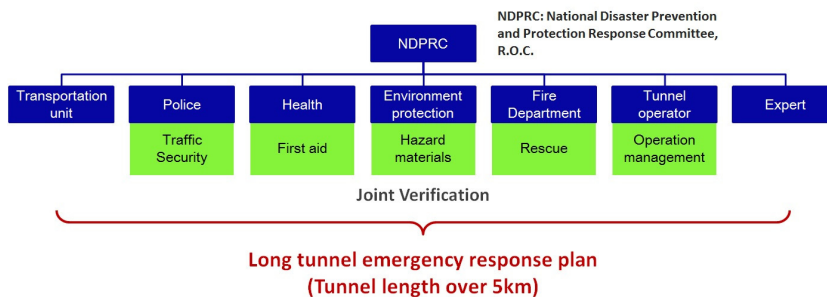 NDPRC: National Disaster Prevention
and Protection Response Committee,
R.O.C.
NDPRC
Transportation
unit
Police
Health
Environment
protection
Fire
Department
Tunnel
operator
Expert
Traffic
Security
First aid
Hazard
materials
Rescue
Operation
management
Joint Verification
Long tunnel emergency response plan
(Tunnel length over 5km)